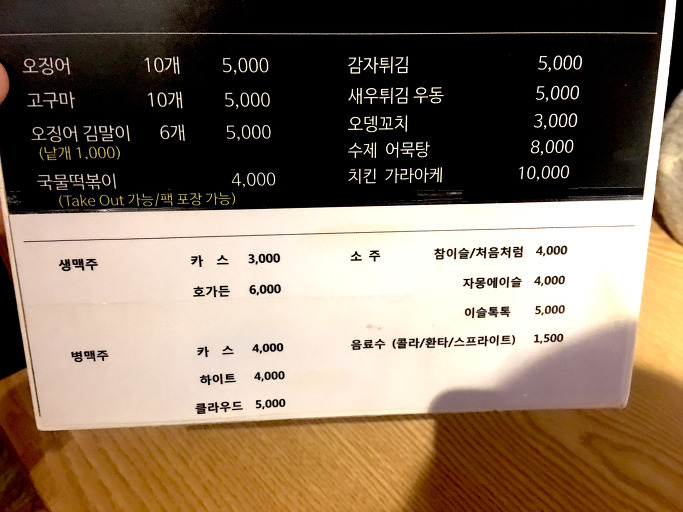 오징어 10개 5,000
고구마 10개 5,000
오징어 김말이 6개 5,000
(낱개 1,000)
국물떡볶이 4,000
(Take Out 가능/팩 포장 가능)
감자튀김 5,000
새우튀김 우동 5,000
오뎅꼬치 3,000
수제 어묵탕 8,000
치킨 가라아케 10,000
생맥주 카 스 3,000
호가든 6,000
병맥주 카 스 4,000
하이트 4,000
클라우드 5,000
소 주 참이슬/처음처럼 4,000
자몽에이슬 4,000
이슬톡톡 5,000
음료수 (콜라/환타/스프라이트) 1,500